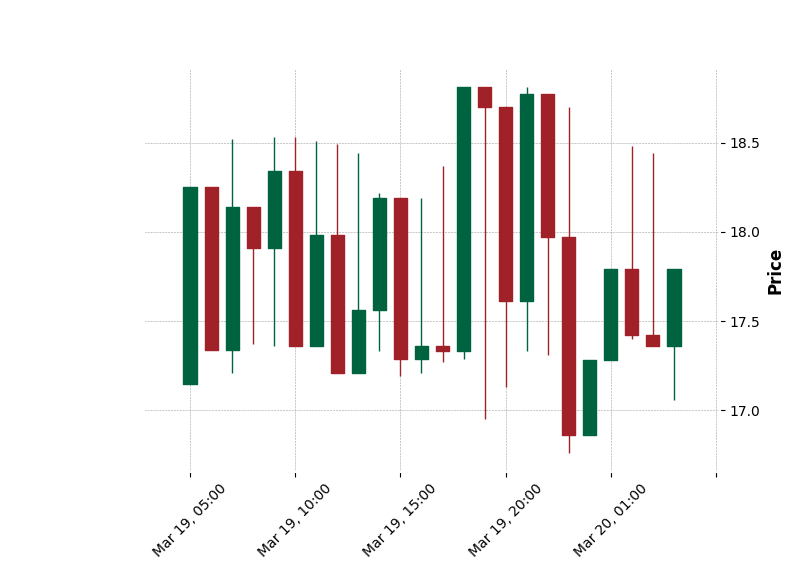 18.5
18.0
17.5
17.0
Price
Mar 19, 05:00
Mar 19, 10:00
Mar 19, 15:00
Mar 19, 20:00
Mar 20, 01:00